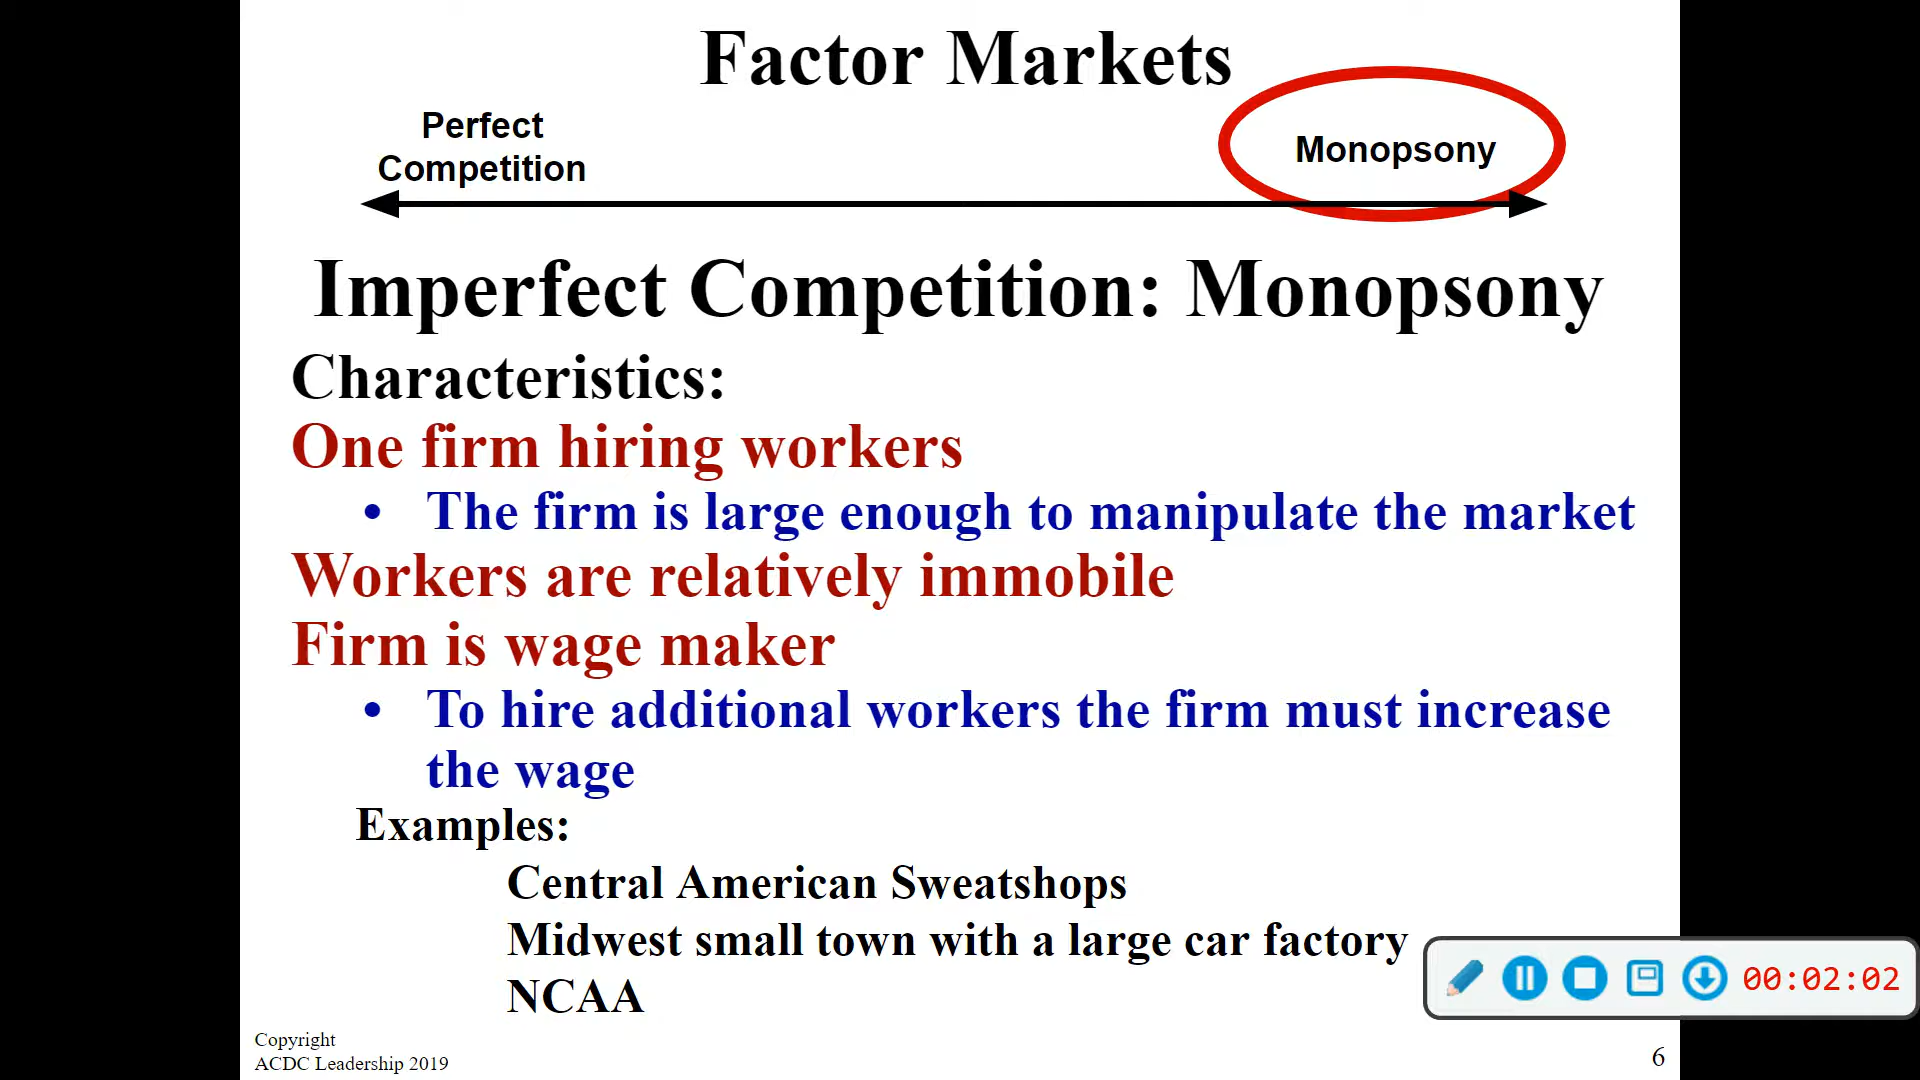 Factor Markets
Perfect
Competition
Monopsony
Imperfect Competition: Monopsony
Characteristics:
One firm hiring workers
• The firm is large enough to manipulate the market
Workers are relatively immobile
Firm is wage maker
• To hire additional workers the firm must increase
the wage
Examples:
Central American Sweatshops
Midwest small town with a large car factory
NCAA
00:02:02
Copyright
ACDC Leadership 2019
6